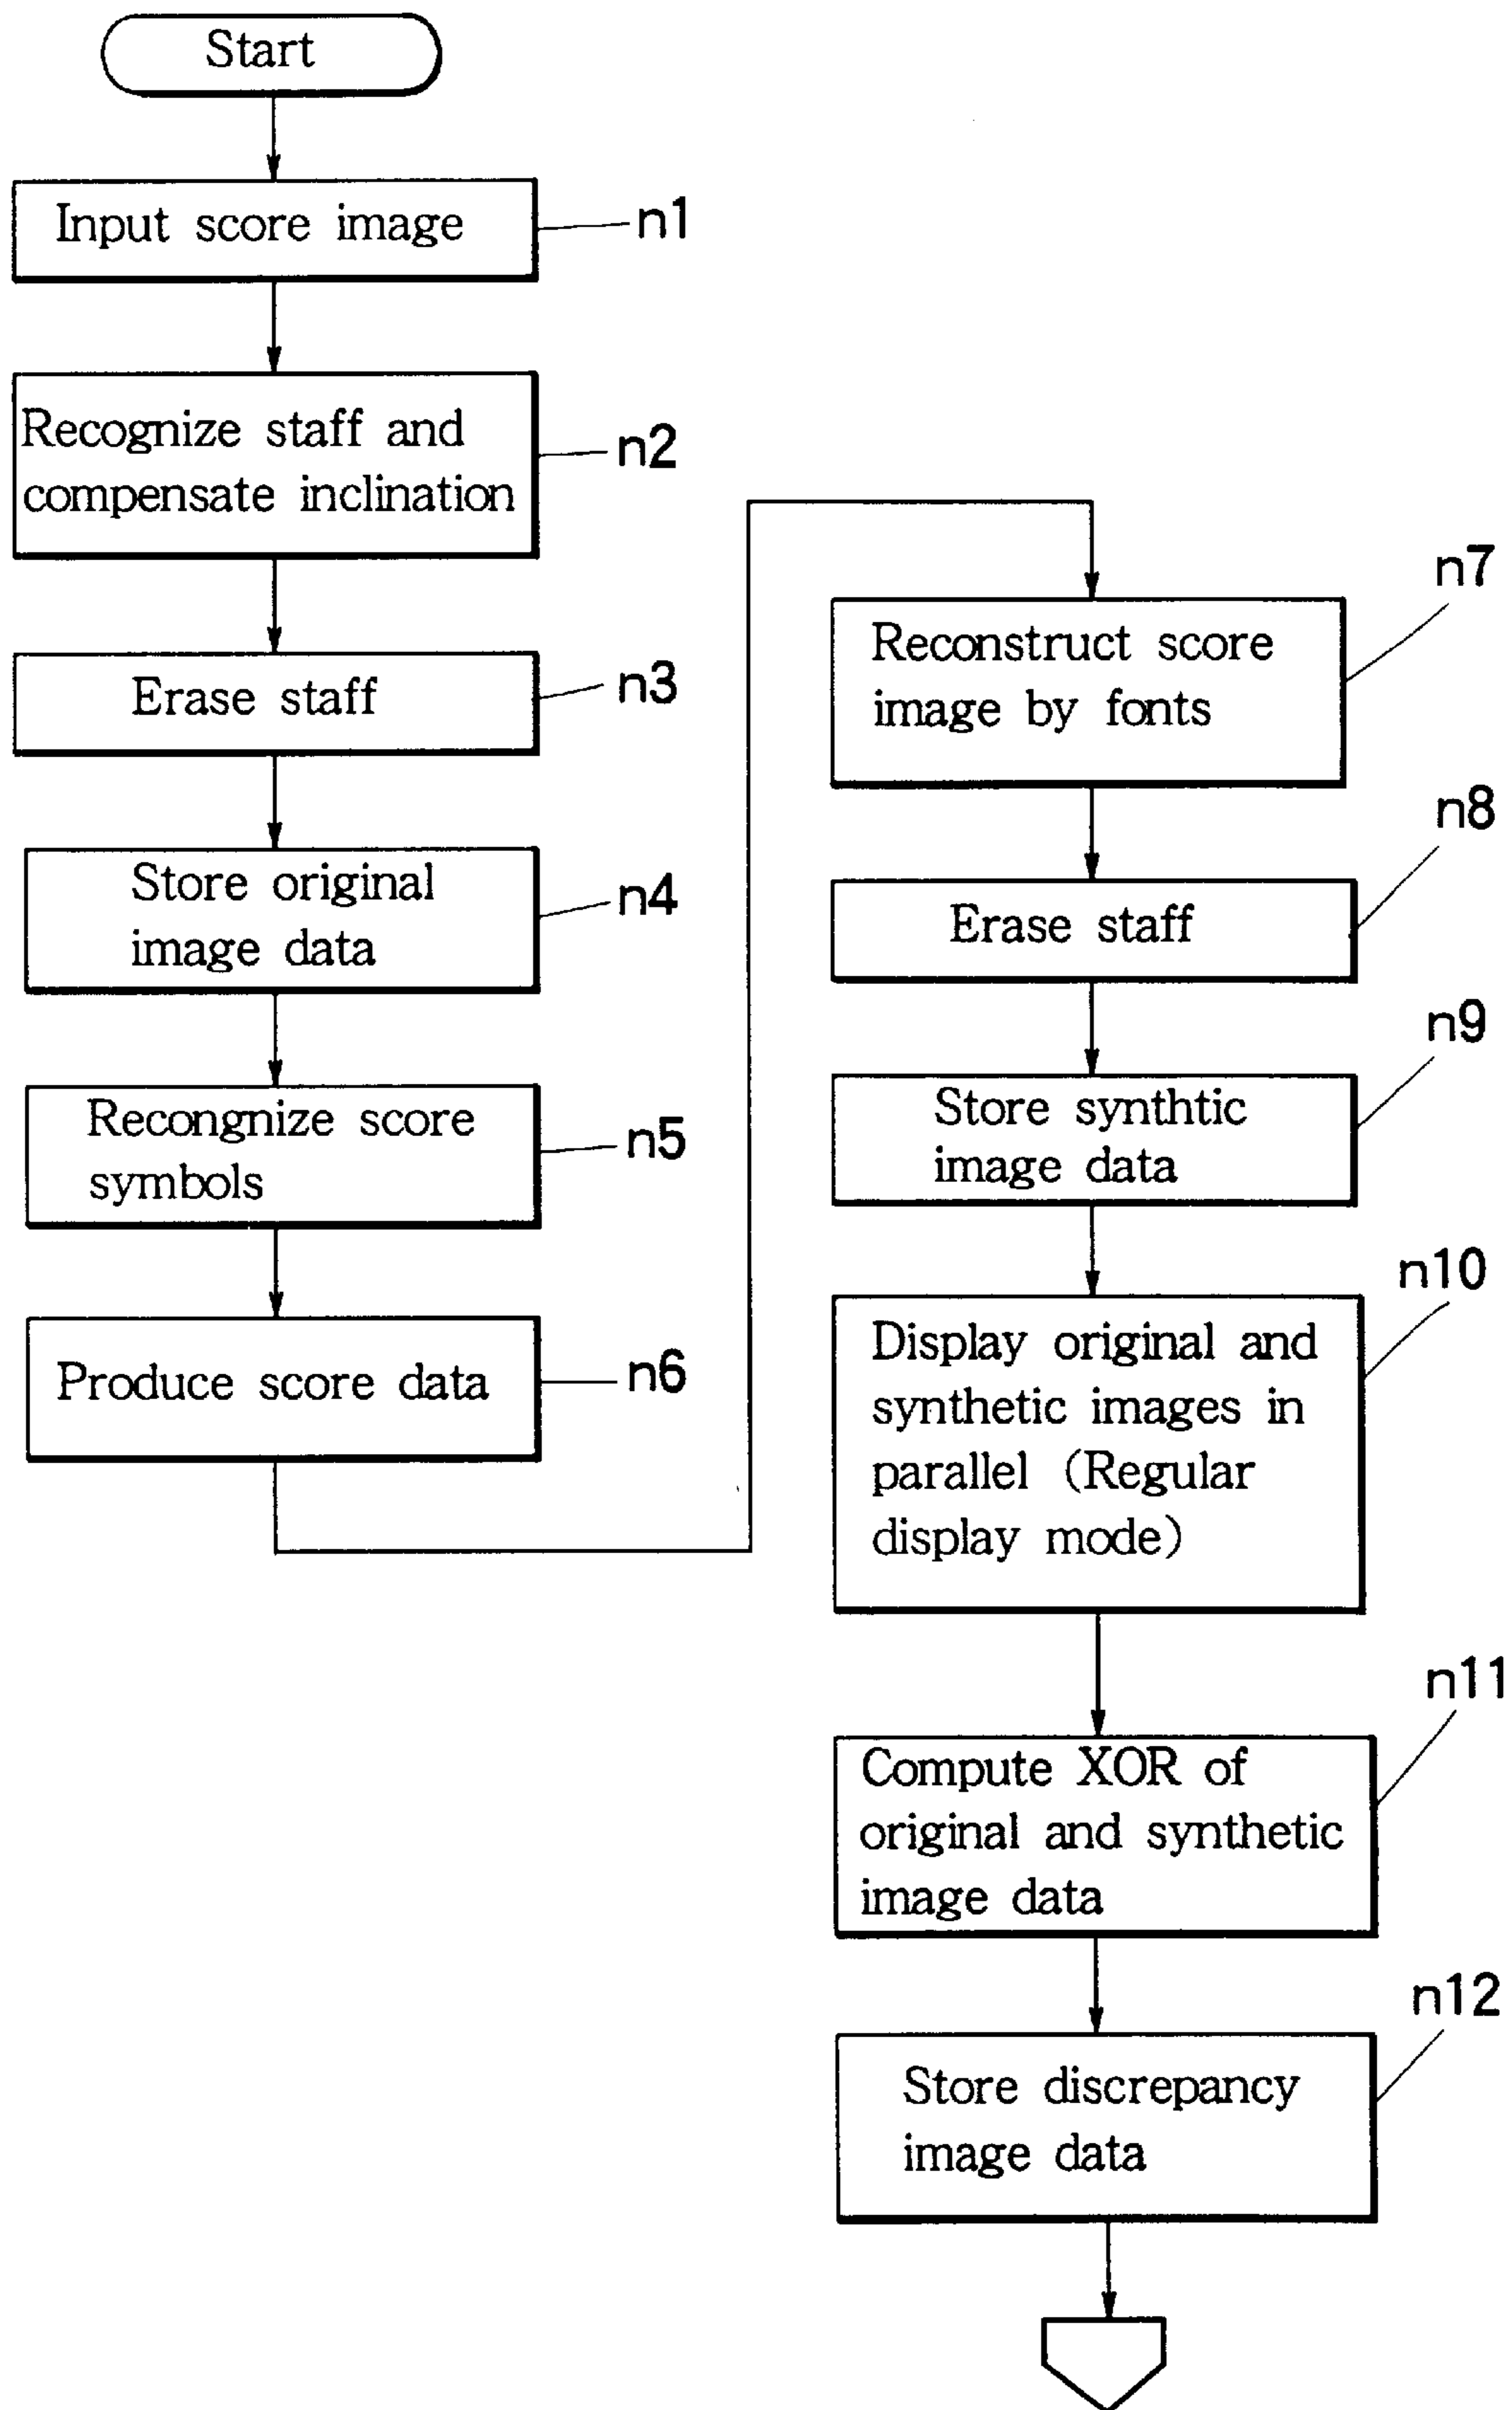 Start
Input score image
n1
Recognize staff and
compensate inclination
n2
Erase staff
n3
Store original
image data
n4
Recongnize score
symbols
n5
Produce score data
n6
Reconstruct score
image by fonts
n7
Erase staff
n8
Store synthtic
image data
n9
Display original and
synthetic images in
parallel (Regular
display mode)
n10
Compute XOR of
original and synthetic
image data
n11
Store discrepancy
image data
n12